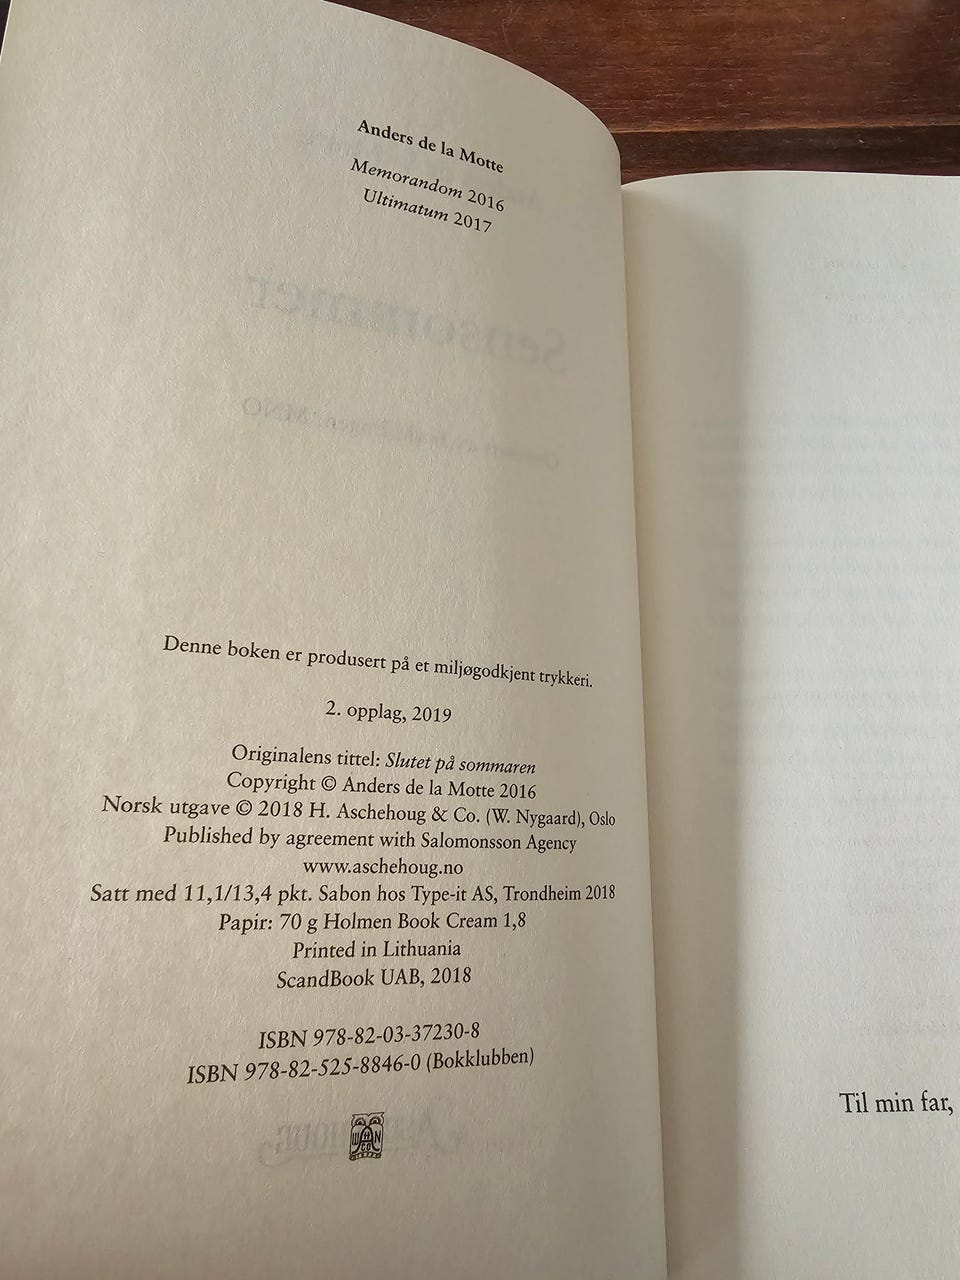 Anders de la Motte
Memorandom 2016
Ultimatum 2017
Sensommer
Denne boken er produsert på et miljøgodkjent trykkeri.
2. opplag, 2019
Originalens tittel: Slutet på sommaren
Copyright © Anders de la Motte 2016
Norsk utgave © 2018 H. Aschehoug & Co. (W. Nygaard), Oslo
Published by agreement with Salomonsson Agency
www.aschehoug.no
Satt med 11,1/13,4 pkt. Sabon hos Type-it AS, Trondheim 2018
Papir: 70 g Holmen Book Cream 1,8
Printed in Lithuania
ScandBook UAB, 2018
ISBN 978-82-03-37230-8
ISBN 978-82-525-8846-0 (Bokklubben)
Til min far,